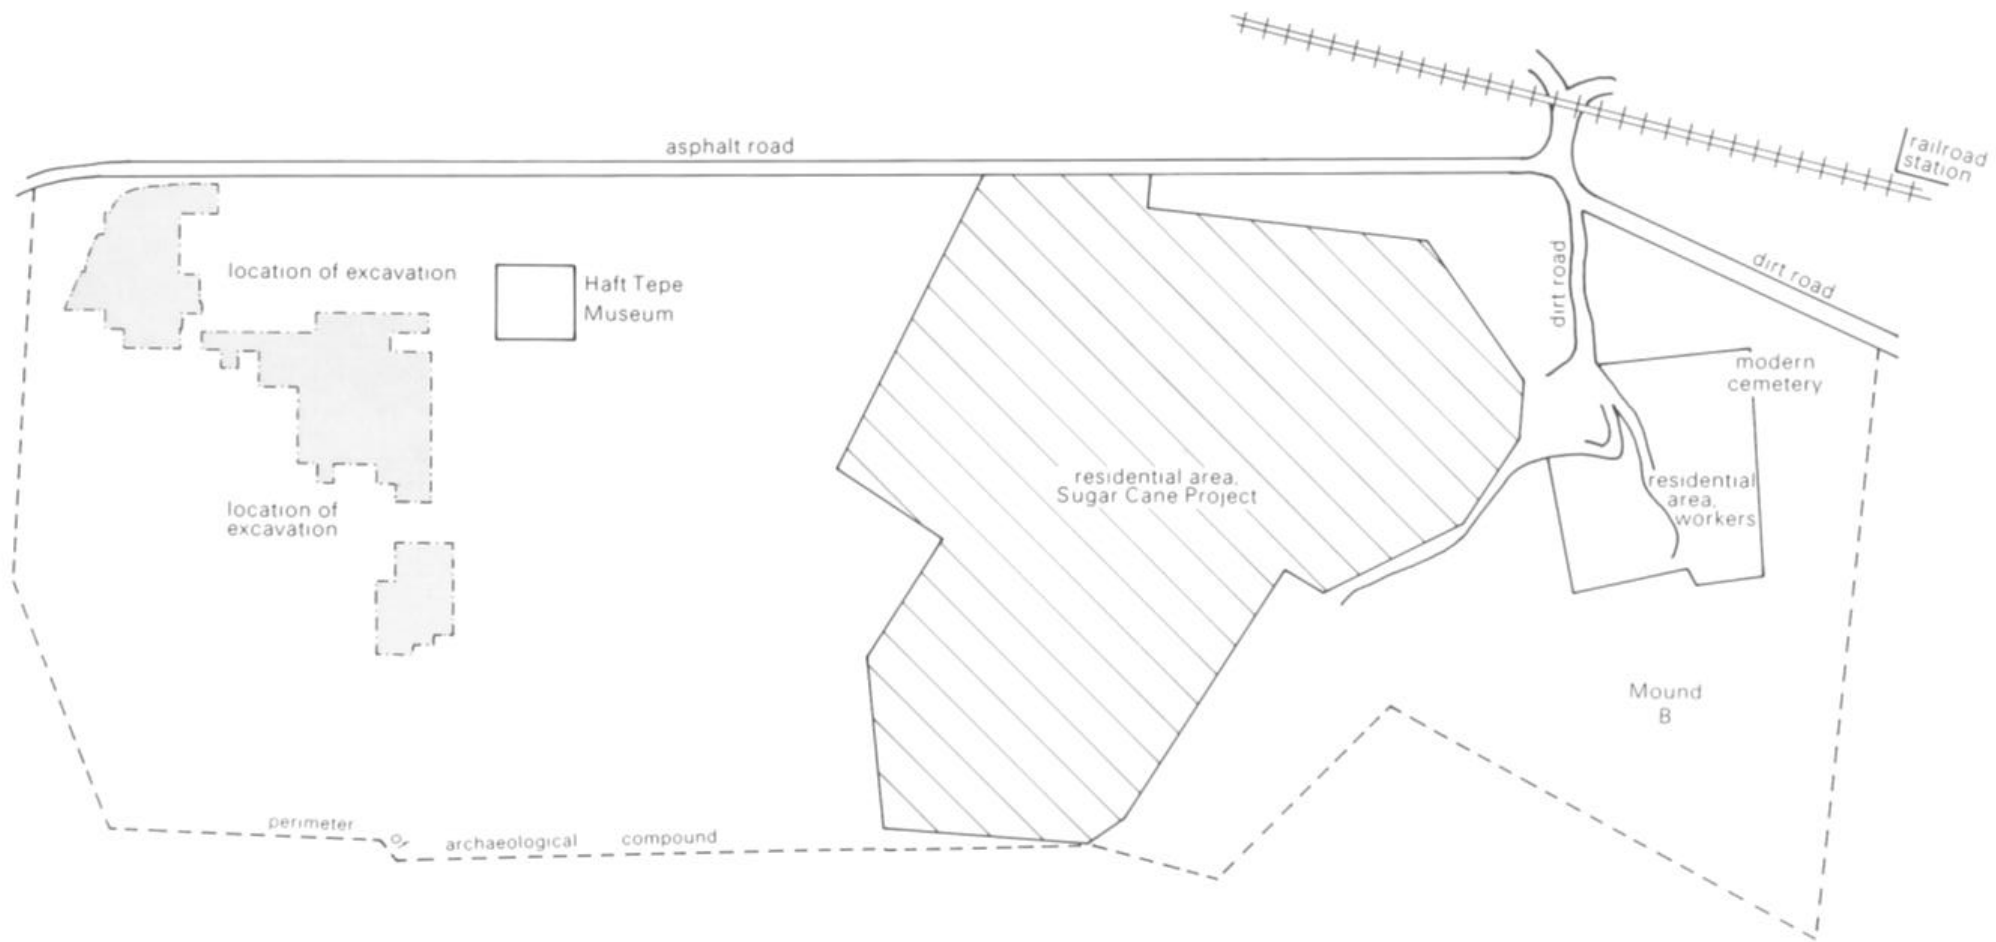 asphalt road
railroad
station
location of excavation
Haft Tepe
Museum
dirt road
dirt road
modern
cemetery
residential area,
Sugar Cane Project
residential
area,
workers
location of
excavation
Mound
B
perimeter of archaeological compound